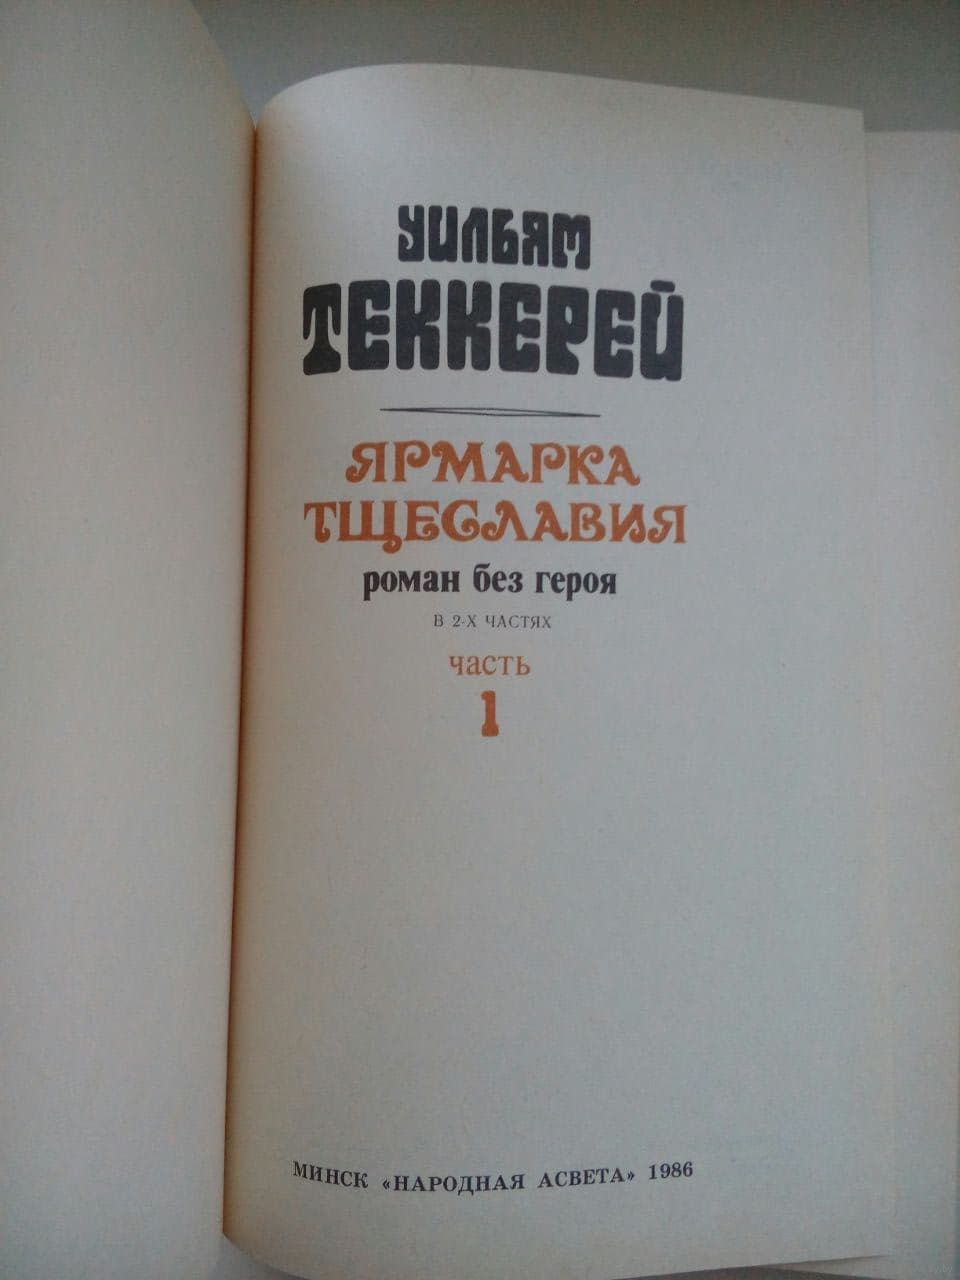 УИЛЬЯМ
ТЕККЕРЕЙ
ЯРМАРКА
ТЩЕСЛАВИЯ
роман без героя
В 2-Х ЧАСТЯХ
часть
1
МИНСК «НАРОДНАЯ АСВЕТА» 1986